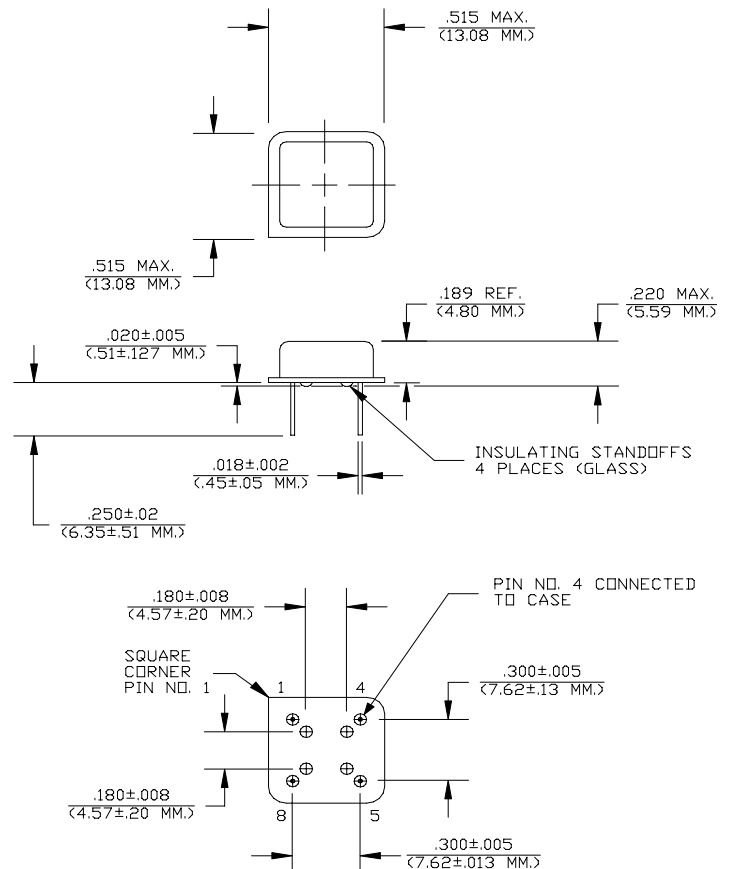 .515 MAX.
(13.08 MM.)
.515 MAX.
(13.08 MM.)
.189 REF.
(4.80 MM.)
.220 MAX.
(5.59 MM.)
.020±.005
(.51±.127 MM.)
INSULATING STANDOFFS
4 PLACES (GLASS)
.018±.002
(.45±.05 MM.)
.250±.02
(6.35±.51 MM.)
PIN NO. 4 CONNECTED
TO CASE
.180±.008
(4.57±.20 MM.)
SQUARE
CORNER
PIN NO. 1
1
4
.300±.005
(7.62±.13 MM.)
.180±.008
(4.57±.20 MM.)
8
5
.300±.005
(7.62±.013 MM.)